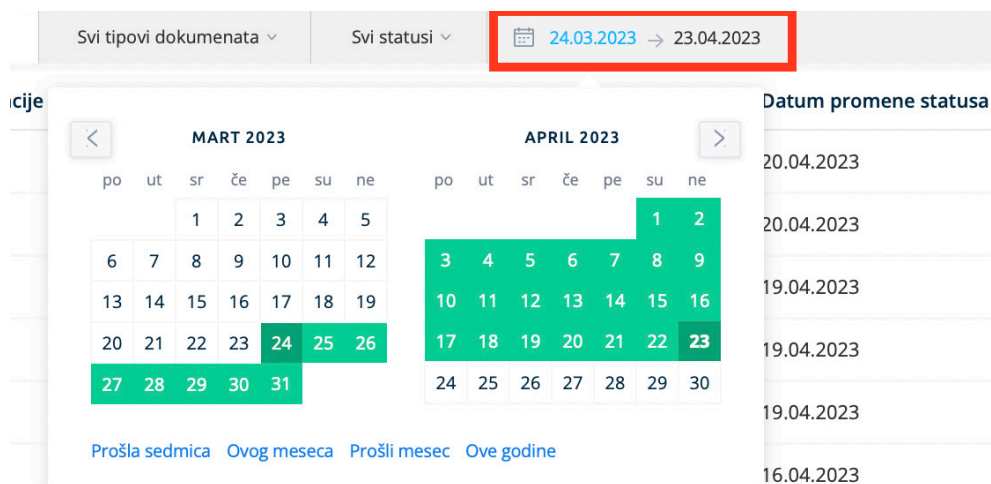 Svi tipovi dokumenata Svi statusi 24.03.2023 → 23.04.2023
Datum promene statusa
MART 2023
po ut sr če pe su ne
1 2 3 4 5
6 7 8 9 10 11 12
13 14 15 16 17 18 19
20 21 22 23 24 25 26
27 28 29 30 31
APRIL 2023
po ut sr če pe su ne
1 2
3 4 5 6 7 8 9
10 11 12 13 14 15 16
17 18 19 20 21 22 23
24 25 26 27 28 29 30
Prošla sedmica Ovog meseca Prošli mesec Ove godine
20.04.2023
20.04.2023
19.04.2023
19.04.2023
19.04.2023
16.04.2023